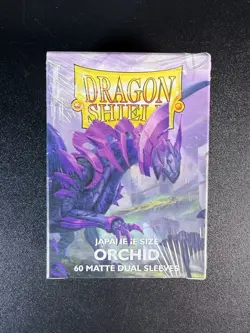 DRAGON
SHIELD
JAPANESE SIZE
ORCHID
60 MATTE DUAL SLEEVES